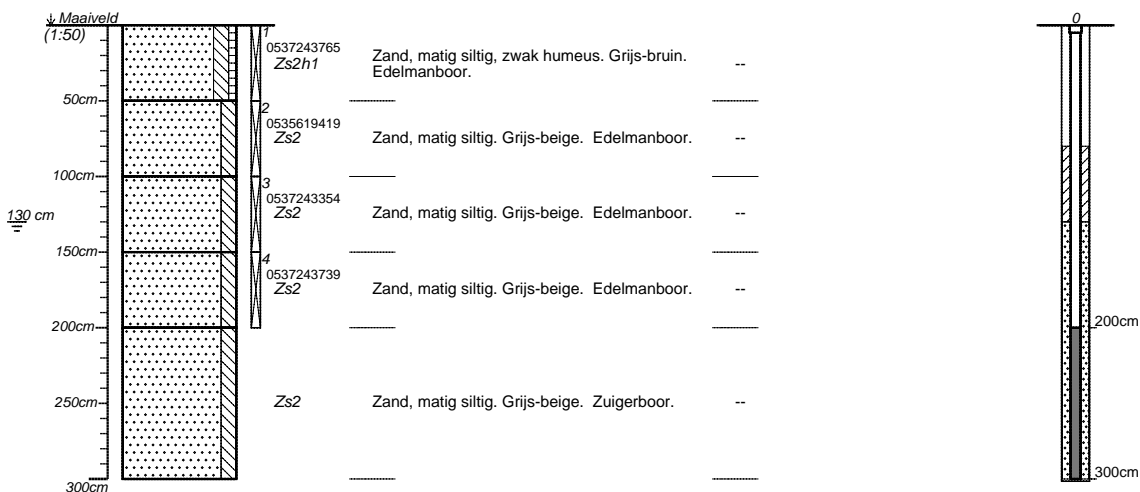 Maaiveld
(1:50)
0
1
0537243765
Zs2h1
Zand, matig siltig, zwak humeus. Grijs-bruin.
Edelmanboor.
--
50cm
2
0535619419
Zs2
Zand, matig siltig. Grijs-beige. Edelmanboor.
--
100cm
3
0537243354
Zs2
Zand, matig siltig. Grijs-beige. Edelmanboor.
--
130 cm
150cm
4
0537243739
Zs2
Zand, matig siltig. Grijs-beige. Edelmanboor.
--
200cm
200cm
250cm
Zs2
Zand, matig siltig. Grijs-beige. Zuigerboor.
--
300cm
300cm